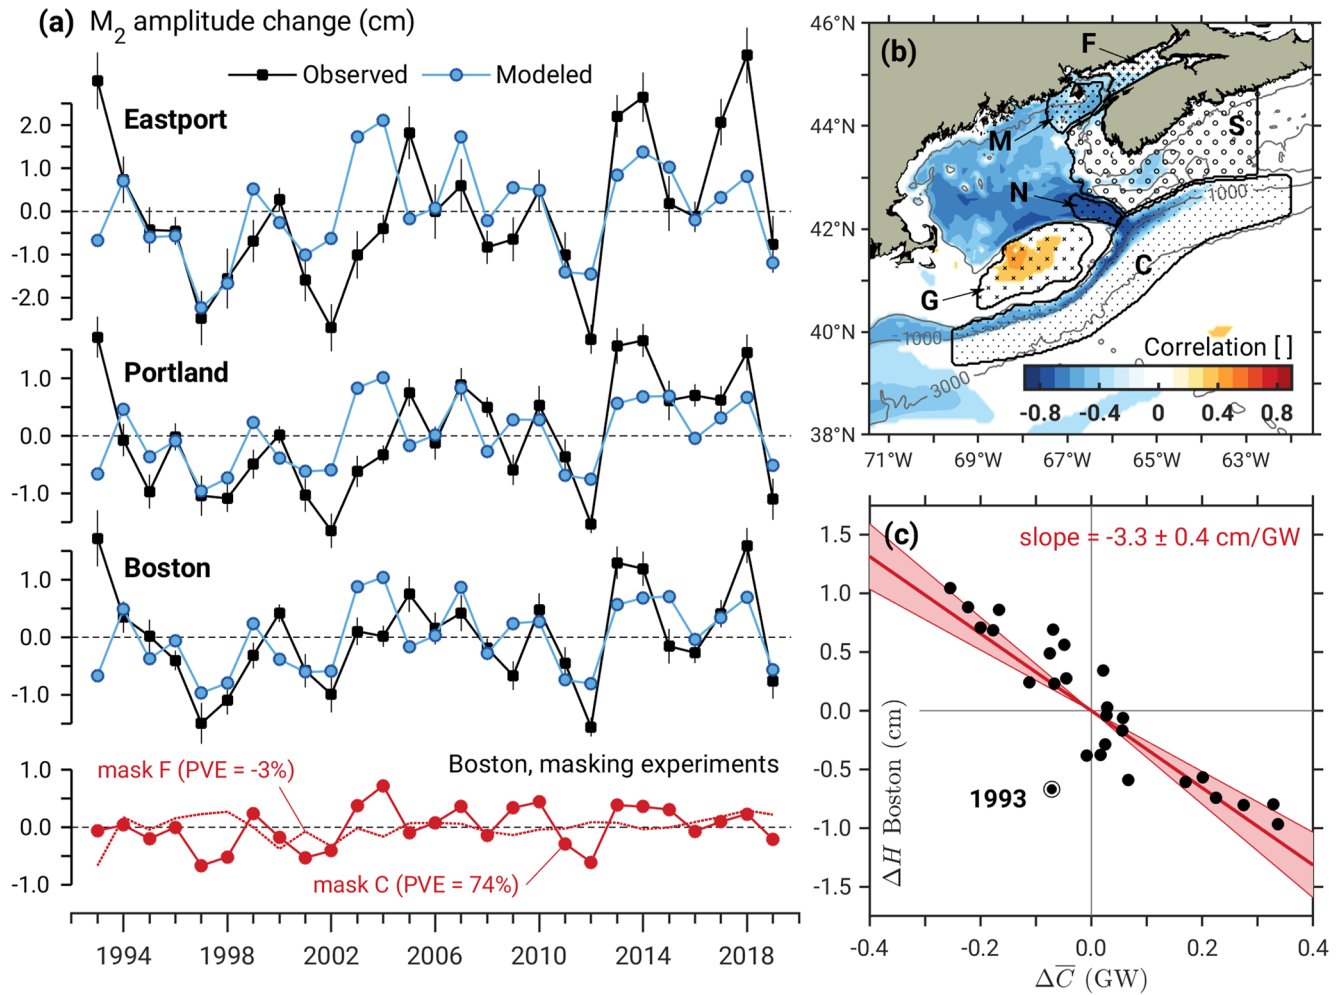 (a) M2 amplitude change (cm)
Observed Modeled
Eastport
2.0
1.0
0.0
-1.0
-2.0
Portland
1.0
0.0
-1.0
Boston
1.0
0.0
-1.0
Boston, masking experiments
mask F (PVE = -3%)
mask C (PVE = 74%)
1.0
0.0
-1.0
1994 1998 2002 2006 2010 2014 2018
(b)
46°N
44°N
42°N
40°N
38°N
F
S
M
N
C
G
1000
1000
3000
Correlation [ ]
-0.8 -0.4 0 0.4 0.8
71°W 69°W 67°W 65°W 63°W
(c)
slope = -3.3 ± 0.4 cm/GW
1.5
1.0
0.5
0.0
-0.5
-1.0
-1.5
ΔH Boston (cm)
1993
-0.4 -0.2 0.0 0.2 0.4
ΔC̅ (GW)